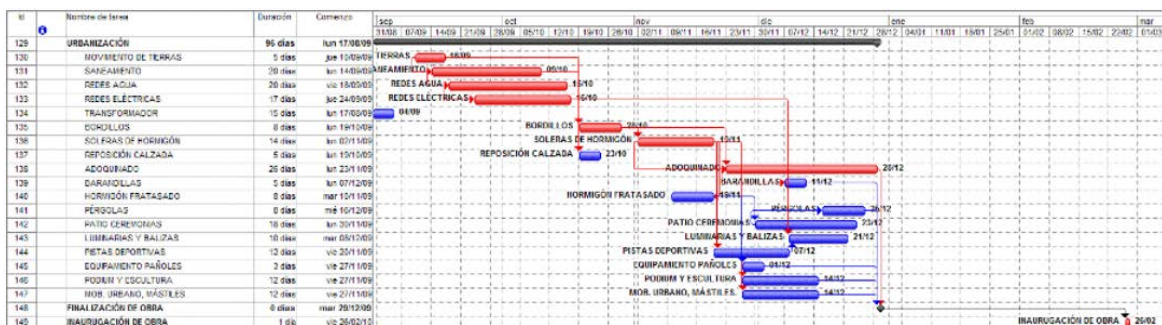 Id Nombre de tarea Duración Comienzo sep oct nov dic ene feb mar
31/08 07/09 14/09 21/09 28/09 05/10 12/10 19/10 26/10 02/11 09/11 16/11 23/11 30/11 07/12 14/12 21/12 28/12 04/01 11/01 18/01 25/01 01/02 08/02 15/02 22/02 01/03
129 URBANIZACIÓN 96 días lun 17/08/09
130 MOVIMIENTO DE TIERRAS 5 días jue 10/09/09 TIERRAS 16/09
131 SANEAMIENTO 20 días lun 14/09/09 ANEAMIENTO 09/10
132 REDES AGUA 20 días vie 18/09/09 REDES AGUA 15/10
133 REDES ELÉCTRICAS 17 días jue 24/09/09 REDES ELÉCTRICAS 16/10
134 TRANSFORMADOR 15 días lun 17/08/09 04/09
135 BORDILLOS 8 días lun 19/10/09 BORDILLOS 28/10
136 SOLERAS DE HORMIGÓN 14 días lun 02/11/09 SOLERAS DE HORMIGÓN 19/11
137 REPOSICIÓN CALZADA 5 días lun 19/10/09 REPOSICIÓN CALZADA 23/10
138 ADOQUINADO 26 días lun 23/11/09 ADOQUINADO 28/12
139 BARANDILLAS 5 días lun 07/12/09 BARANDILLAS 11/12
140 HORMIGÓN FRATASADO 8 días mar 10/11/09 HORMIGÓN FRATASADO 19/11
141 PÉRGOLAS 8 días mié 16/12/09 PÉRGOLAS
142 PATIO CEREMONIAS 18 días lun 30/11/09 PATIO CEREMONIAS 23/12
143 LUMINARIAS Y BALIZAS 10 días mar 08/12/09 LUMINARIAS Y BALIZAS 21/12
144 PISTAS DEPORTIVAS 12 días vie 20/11/09 PISTAS DEPORTIVAS 07/12
145 EQUIPAMIENTO PAÑOLES 3 días vie 27/11/09 EQUIPAMIENTO PAÑOLES 01/12
146 PODIUM Y ESCULTURA 12 días vie 27/11/09 PODIUM Y ESCULTURA 14/12
147 MOB. URBANO, MÁSTILES 12 días vie 27/11/09 MOB. URBANO, MÁSTILES. 14/12
148 FINALIZACIÓN DE OBRA 0 días mar 29/12/09
149 INAUGURACIÓN DE OBRA 1 día vie 26/02/10 INAUGURACIÓN DE OBRA 26/02